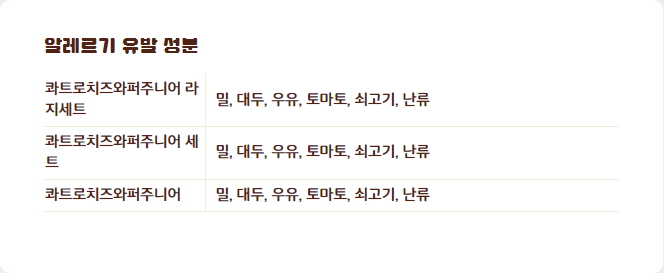 알레르기 유발 성분
콰트로치즈와퍼주니어 라
지세트
밀, 대두, 우유, 토마토, 쇠고기, 난류
콰트로치즈와퍼주니어 세
트
밀, 대두, 우유, 토마토, 쇠고기, 난류
콰트로치즈와퍼주니어
밀, 대두, 우유, 토마토, 쇠고기, 난류